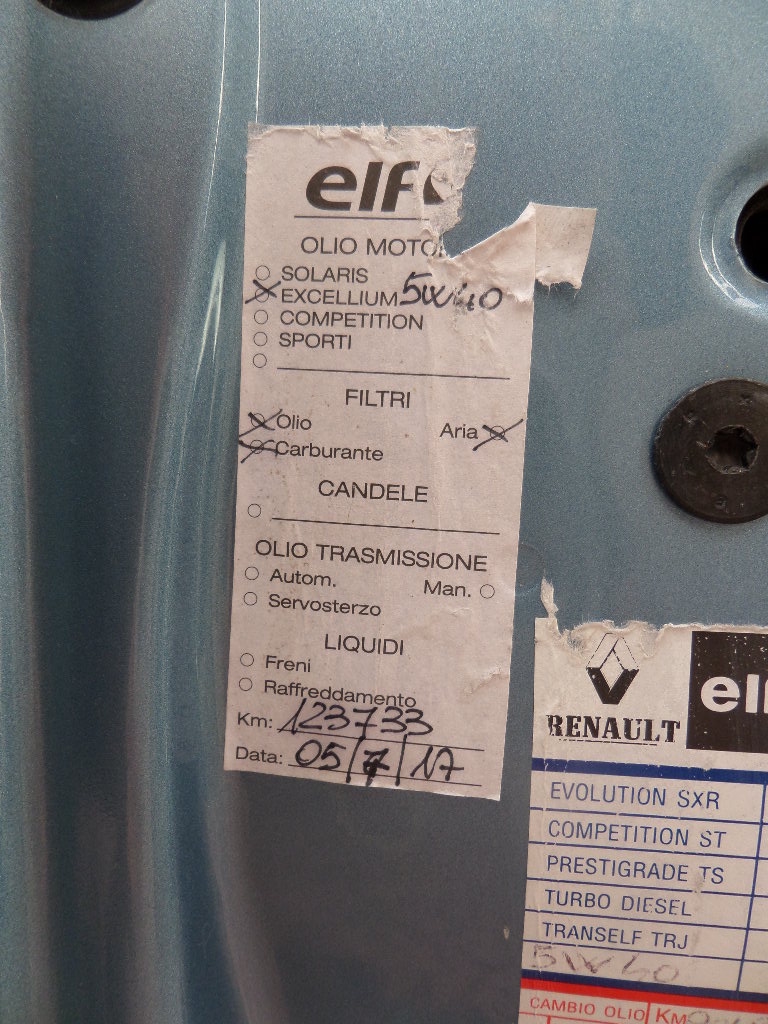 elf
OLIO MOTO
SOLARIS
EXCELLIUM 5W40
COMPETITION
SPORTI
FILTRI
Olio
Aria
Carburante
CANDELE
OLIO TRASMISSIONE
Autom.
Man.
Servosterzo
LIQUIDI
Freni
Raffreddamento
Km: 123733
Data: 05/7/17
RENAULT
el
EVOLUTION SXR
COMPETITION ST
PRESTIGRADE TS
TURBO DIESEL
TRANSELF TRJ
5W40
CAMBIO OLIO KM